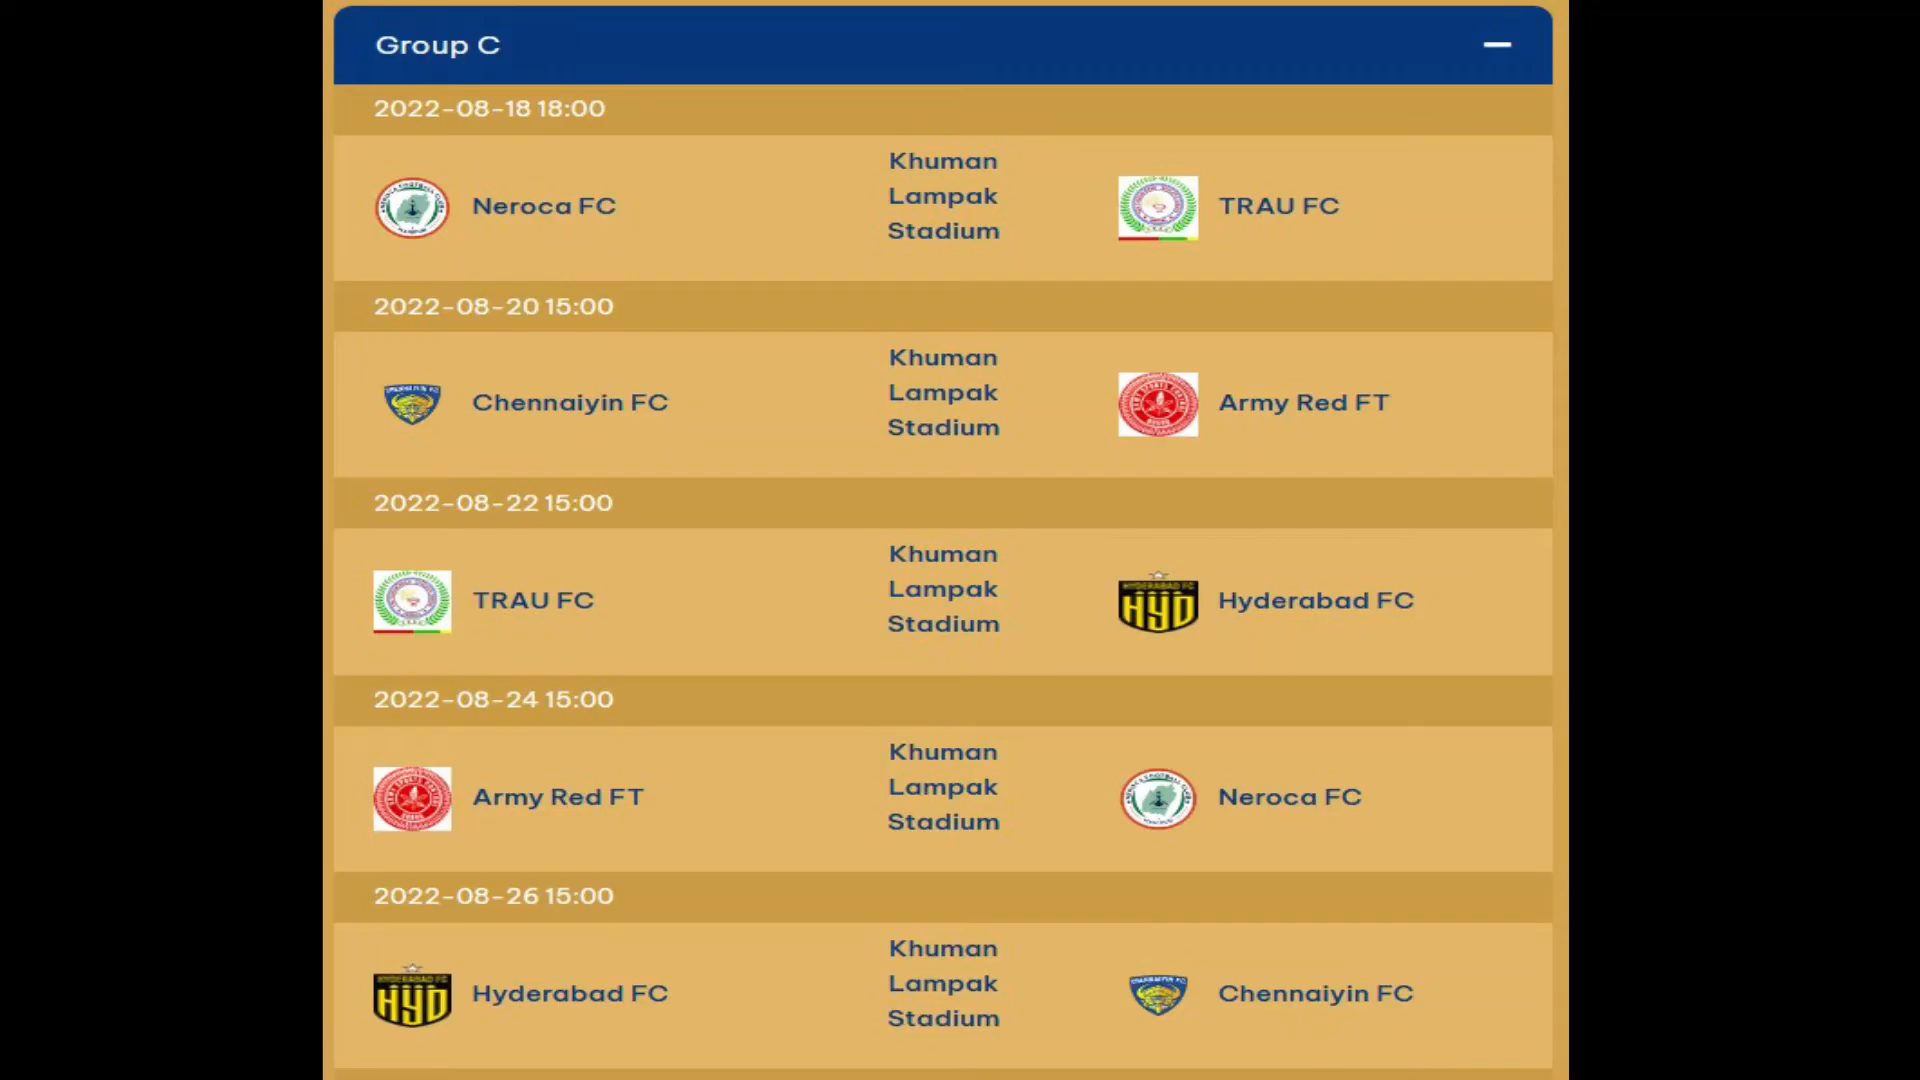 Group C
2022-08-18 18:00
Neroca FC
Khuman
Lampak
Stadium
TRAU FC
2022-08-20 15:00
Chennaiyin FC
Khuman
Lampak
Stadium
Army Red FT
2022-08-22 15:00
TRAU FC
Khuman
Lampak
Stadium
HYD
Hyderabad FC
2022-08-24 15:00
Army Red FT
Khuman
Lampak
Stadium
Neroca FC
2022-08-26 15:00
HYD
Hyderabad FC
Khuman
Lampak
Stadium
Chennaiyin FC